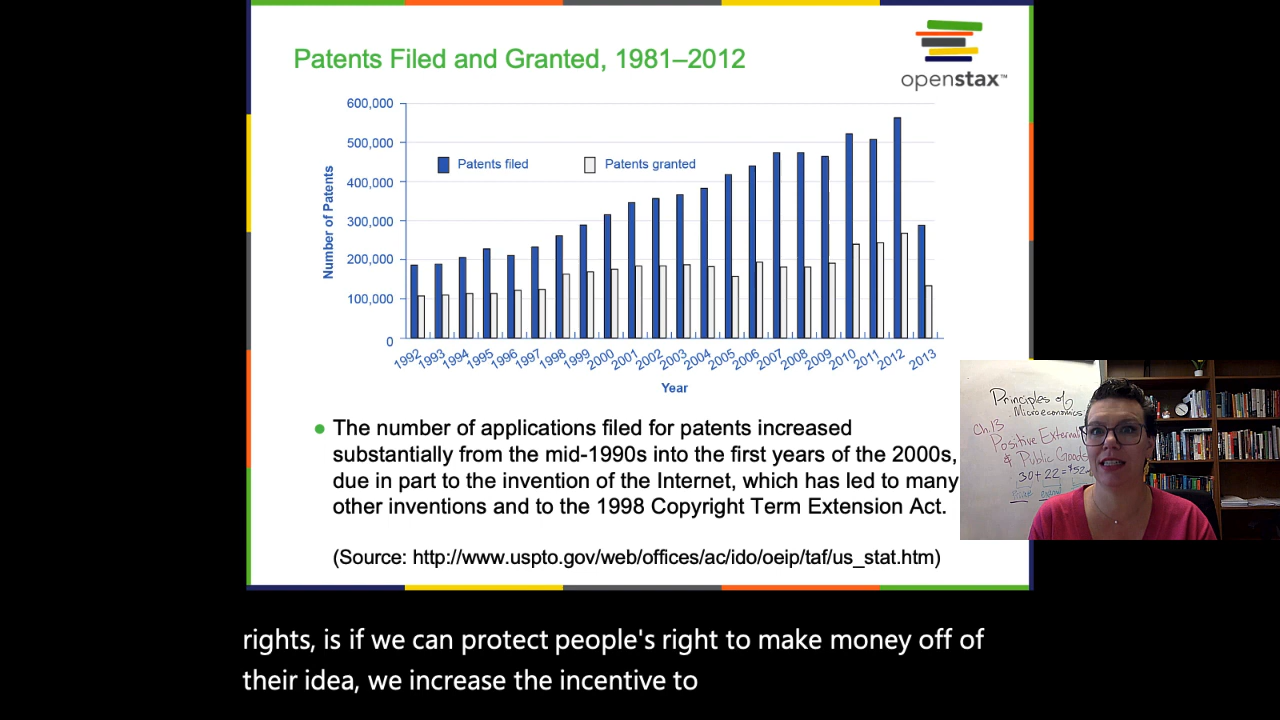 Patents Filed and Granted, 1981–2012
openstax™
600,000
500,000
400,000
300,000
200,000
100,000
0
Number of Patents
Patents filed
Patents granted
1992 1993 1994 1995 1996 1997 1998 1999 2000 2001 2002 2003 2004 2005 2006 2007 2008 2009 2010 2011 2012 2013
Year
• The number of applications filed for patents increased
substantially from the mid-1990s into the first years of the 2000s,
due in part to the invention of the Internet, which has led to many
other inventions and to the 1998 Copyright Term Extension Act.
(Source: http://www.uspto.gov/web/offices/ac/ido/oeip/taf/us_stat.htm)
Principles of
Microeconomics
Ch. 13
Positive External
& Public Goods
30+22=$52
rights, is if we can protect people's right to make money off of
their idea, we increase the incentive to